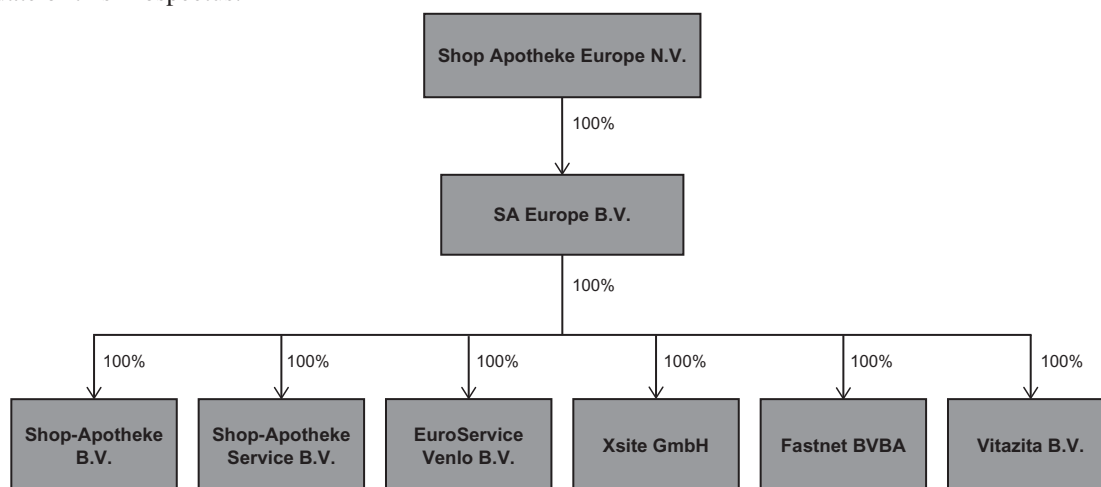 Shop Apotheke Europe N.V.
100%
SA Europe B.V.
100%
100%
100%
100%
100%
100%
100%
Shop-Apotheke
B.V.
Shop-Apotheke
Service B.V.
EuroService
Venlo B.V.
Xsite GmbH
Fastnet BVBA
Vitazita B.V.